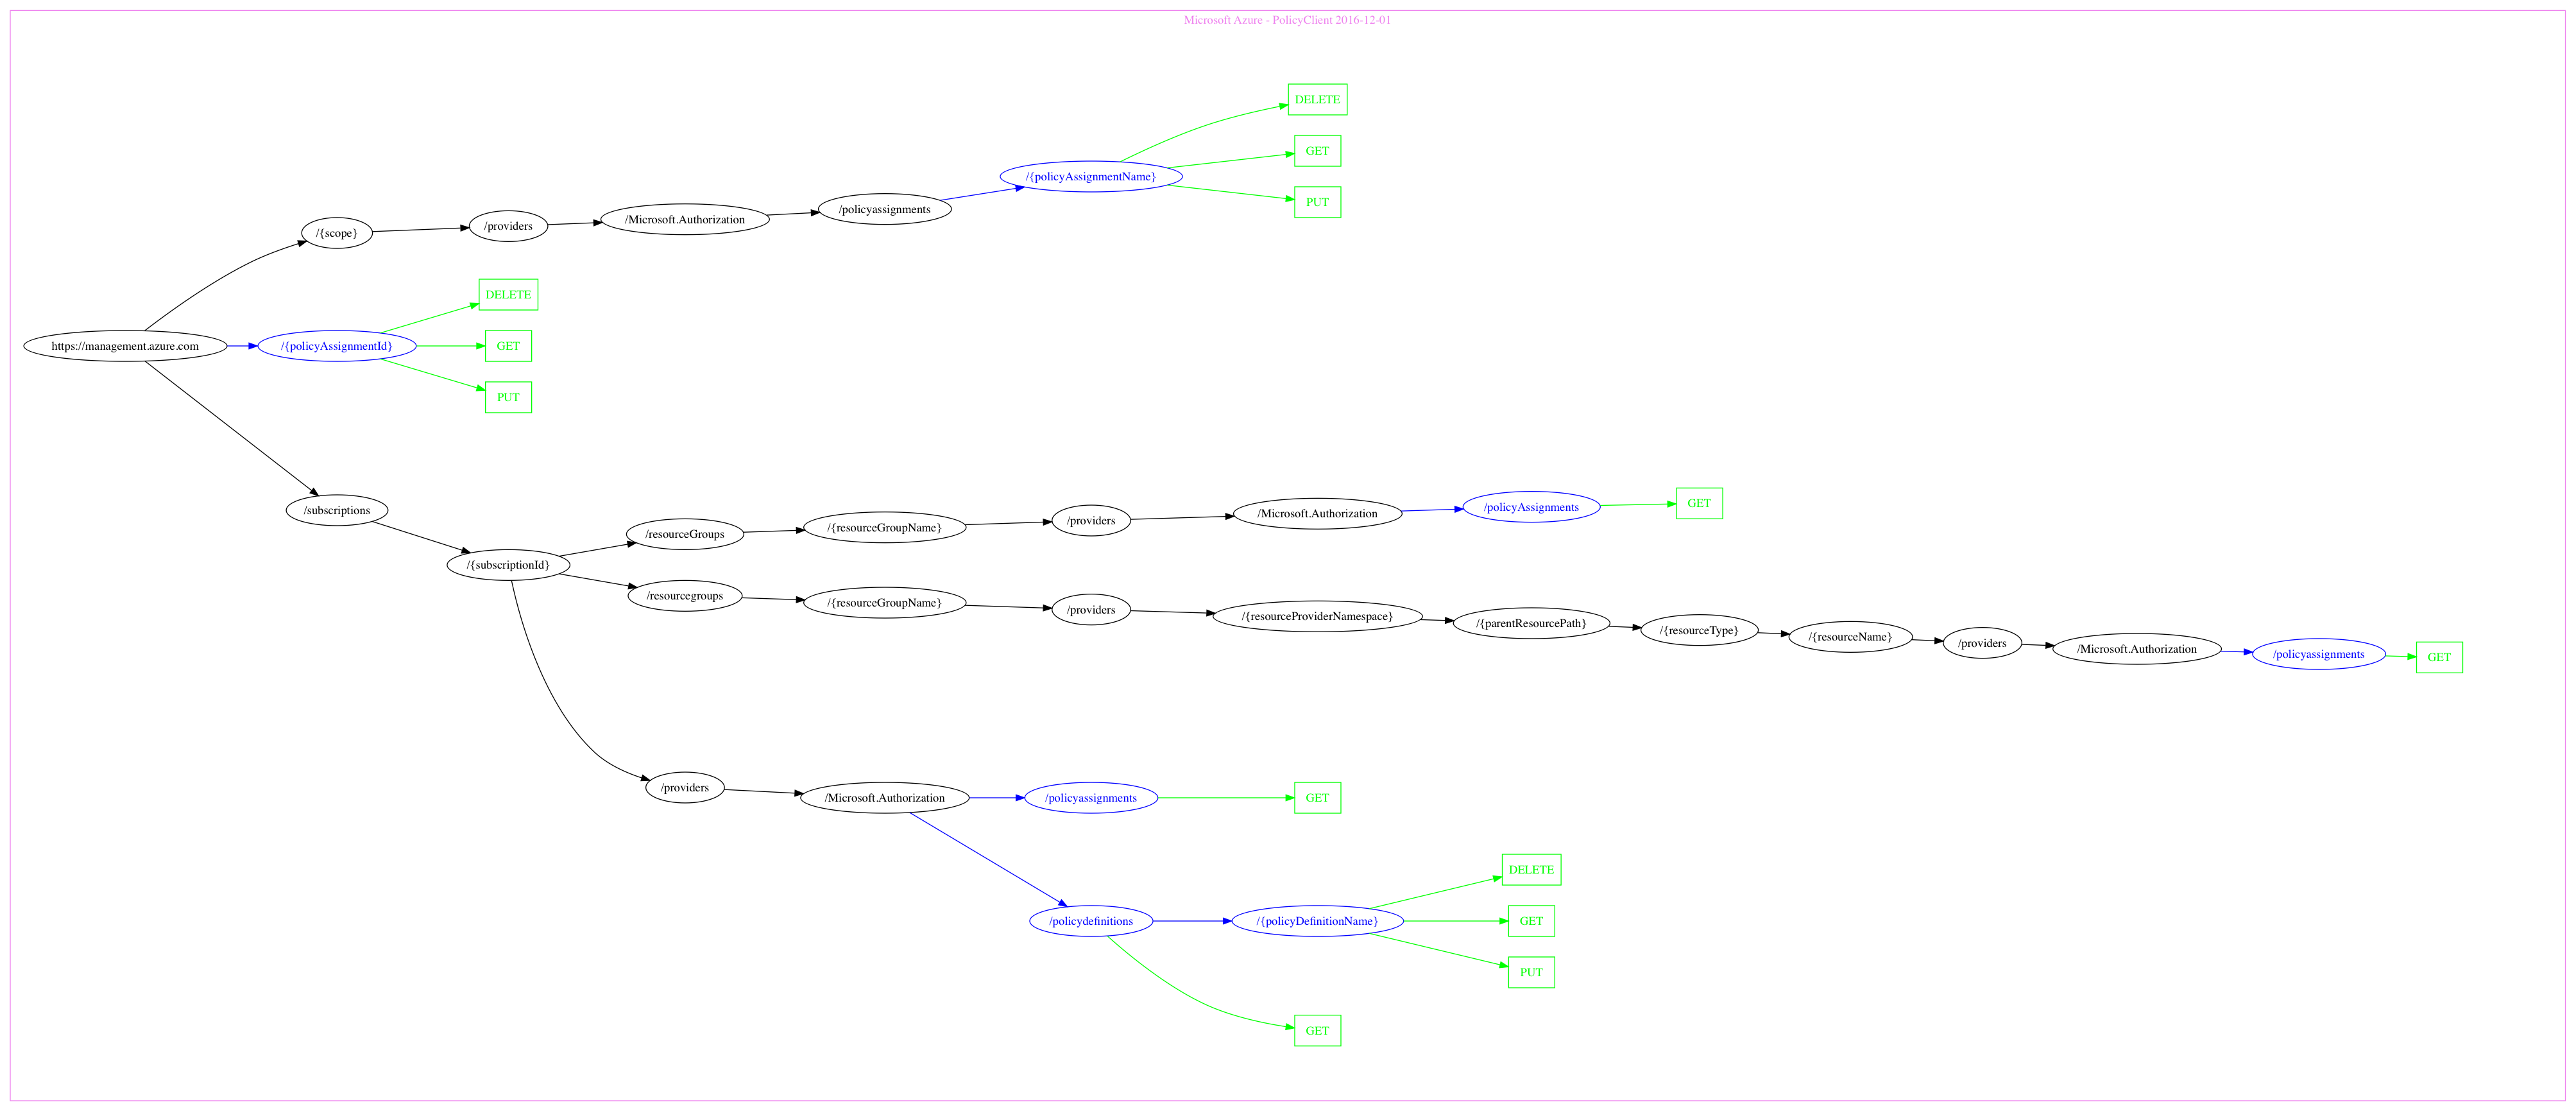 Microsoft Azure - PolicyClient 2016-12-01
DELETE
GET
/{policyAssignmentName}
PUT
/policyassignments
/Microsoft.Authorization
/providers
/{scope}
DELETE
https://management.azure.com
/{policyAssignmentId}
GET
PUT
/subscriptions
/{subscriptionId}
/resourceGroups
/{resourceGroupName}
/providers
/Microsoft.Authorization
/policyAssignments
GET
/resourcegroups
/{resourceGroupName}
/providers
/{resourceProviderNamespace}
/{parentResourcePath}
/{resourceType}
/{resourceName}
/providers
/Microsoft.Authorization
/policyassignments
GET
/providers
/Microsoft.Authorization
/policyassignments
GET
DELETE
/policydefinitions
/{policyDefinitionName}
GET
PUT
GET